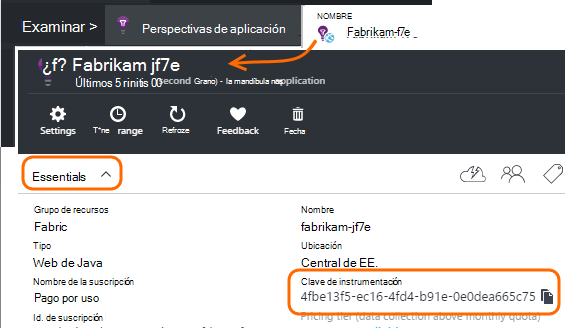 NOMBRE
Examinar > Perspectivas de aplicación Fabrikam-f7e
¿f? Fabrikam jf7e
Últimos 5 (second Grano) - la mandíbula application
Settings T°ne range Refroze Feedback Fecha
Essentials
Grupo de recursos Nombre
Fabric fabrikam-jf7e
Tipo Ubicación
Web de Java Central de EE.
Nombre de la suscripción Clave de instrumentación
Pago por uso 4fbe13f5-ec16-4fd4-b91e-0e0dea665c75
Id. de suscripción Pricing tier (data collection above monthly quota)